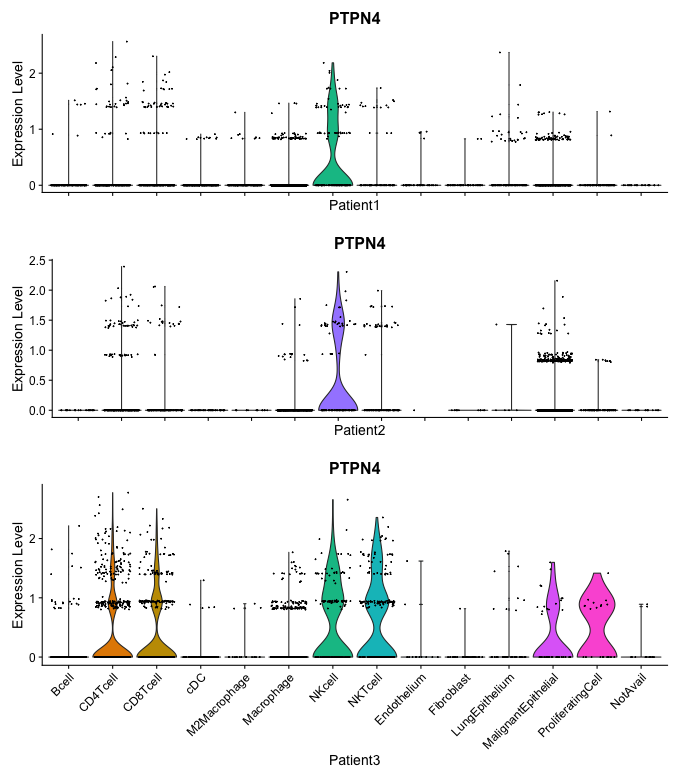 PTPN4
Expression Level
2
1
0
Patient1
PTPN4
Expression Level
2.5
2.0
1.5
1.0
0.5
0.0
Patient2
PTPN4
Expression Level
2
1
0
Bcell
CD4Tcell
CD8Tcell
cDC
M2Macrophage
Macrophage
NKcell
NKTcell
Endothelium
Fibroblast
LungEpithelium
MalignantEpithelial
ProliferatingCell
NotAvail
Patient3